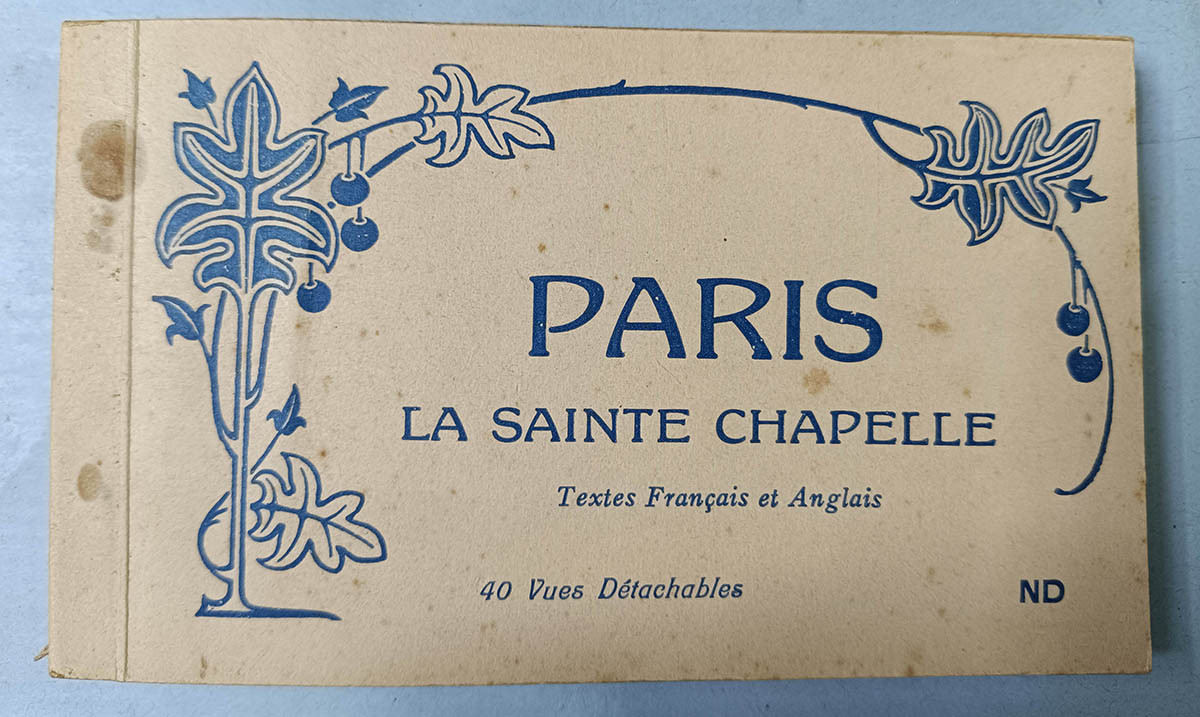 PARIS
LA SAINTE CHAPELLE
Textes Français et Anglais
40 Vues Détachables
ND